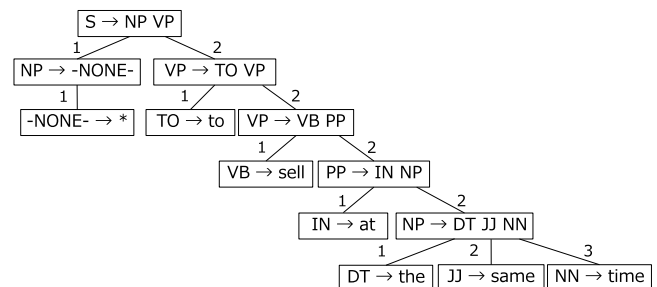 S → NP VP
1 2
NP → -NONE- VP → TO VP
1 1 2
-NONE- → * TO → to VP → VB PP
1 2
VB → sell PP → IN NP
1 2
IN → at NP → DT JJ NN
1 2 3
DT → the JJ → same NN → time